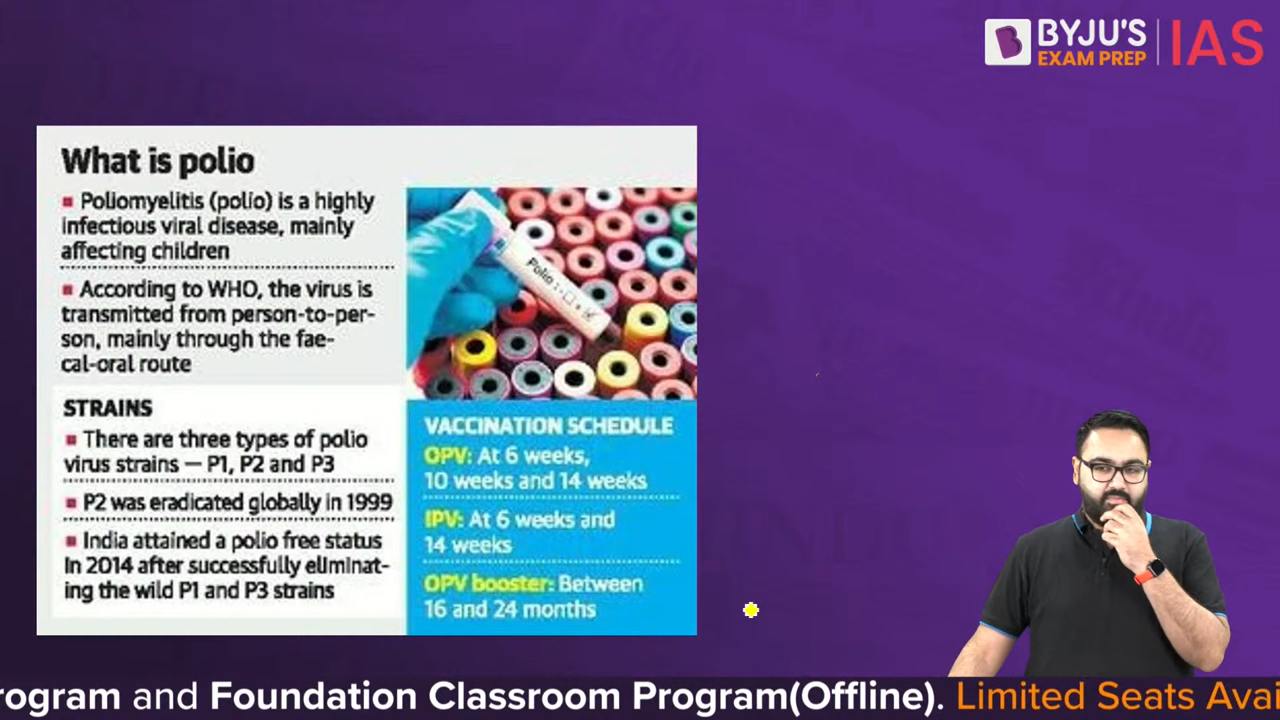 BYJU'S
EXAM PREP
IAS
What is polio
Poliomyelitis (polio) is a highly
infectious viral disease, mainly
affecting children
According to WHO, the virus is
transmitted from person-to-per-
son, mainly through the fae-
cal-oral route
STRAINS
There are three types of polio
virus strains — P1, P2 and P3
P2 was eradicated globally in 1999
India attained a polio free status
in 2014 after successfully eliminat-
ing the wild P1 and P3 strains
Polio: - □ + ☑
VACCINATION SCHEDULE
OPV: At 6 weeks,
10 weeks and 14 weeks
IPV: At 6 weeks and
14 weeks
OPV booster: Between
16 and 24 months
rogram and Foundation Classroom Program(Offline). Limited Seats Avai